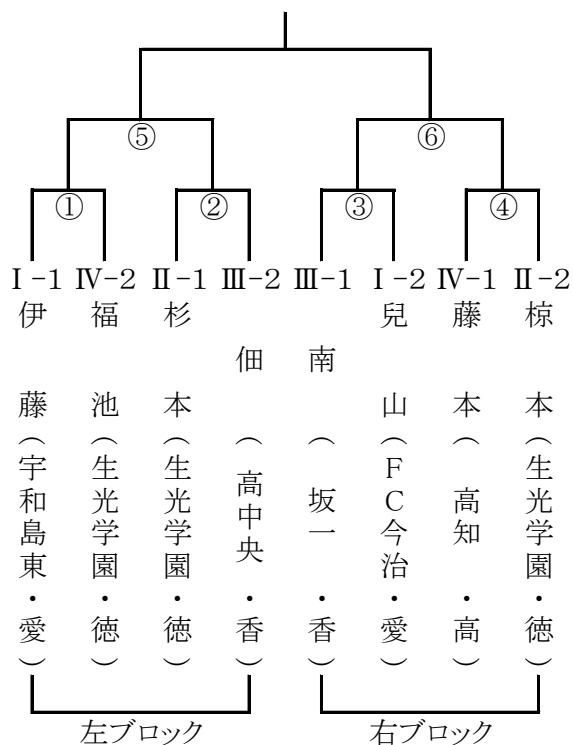 ⑤
⑥
①
②
③
④
Ⅰ-1
Ⅳ-2
Ⅱ-1
Ⅲ-2
Ⅲ-1
Ⅰ-2
Ⅳ-1
Ⅱ-2
伊藤(宇和島東・愛)
福池(生光学園・徳)
杉本(生光学園・徳)
佃(高中央・香)
南(坂一・香)
兒山(FC今治・愛)
藤本(高知・高)
椋本(生光学園・徳)
左ブロック
右ブロック